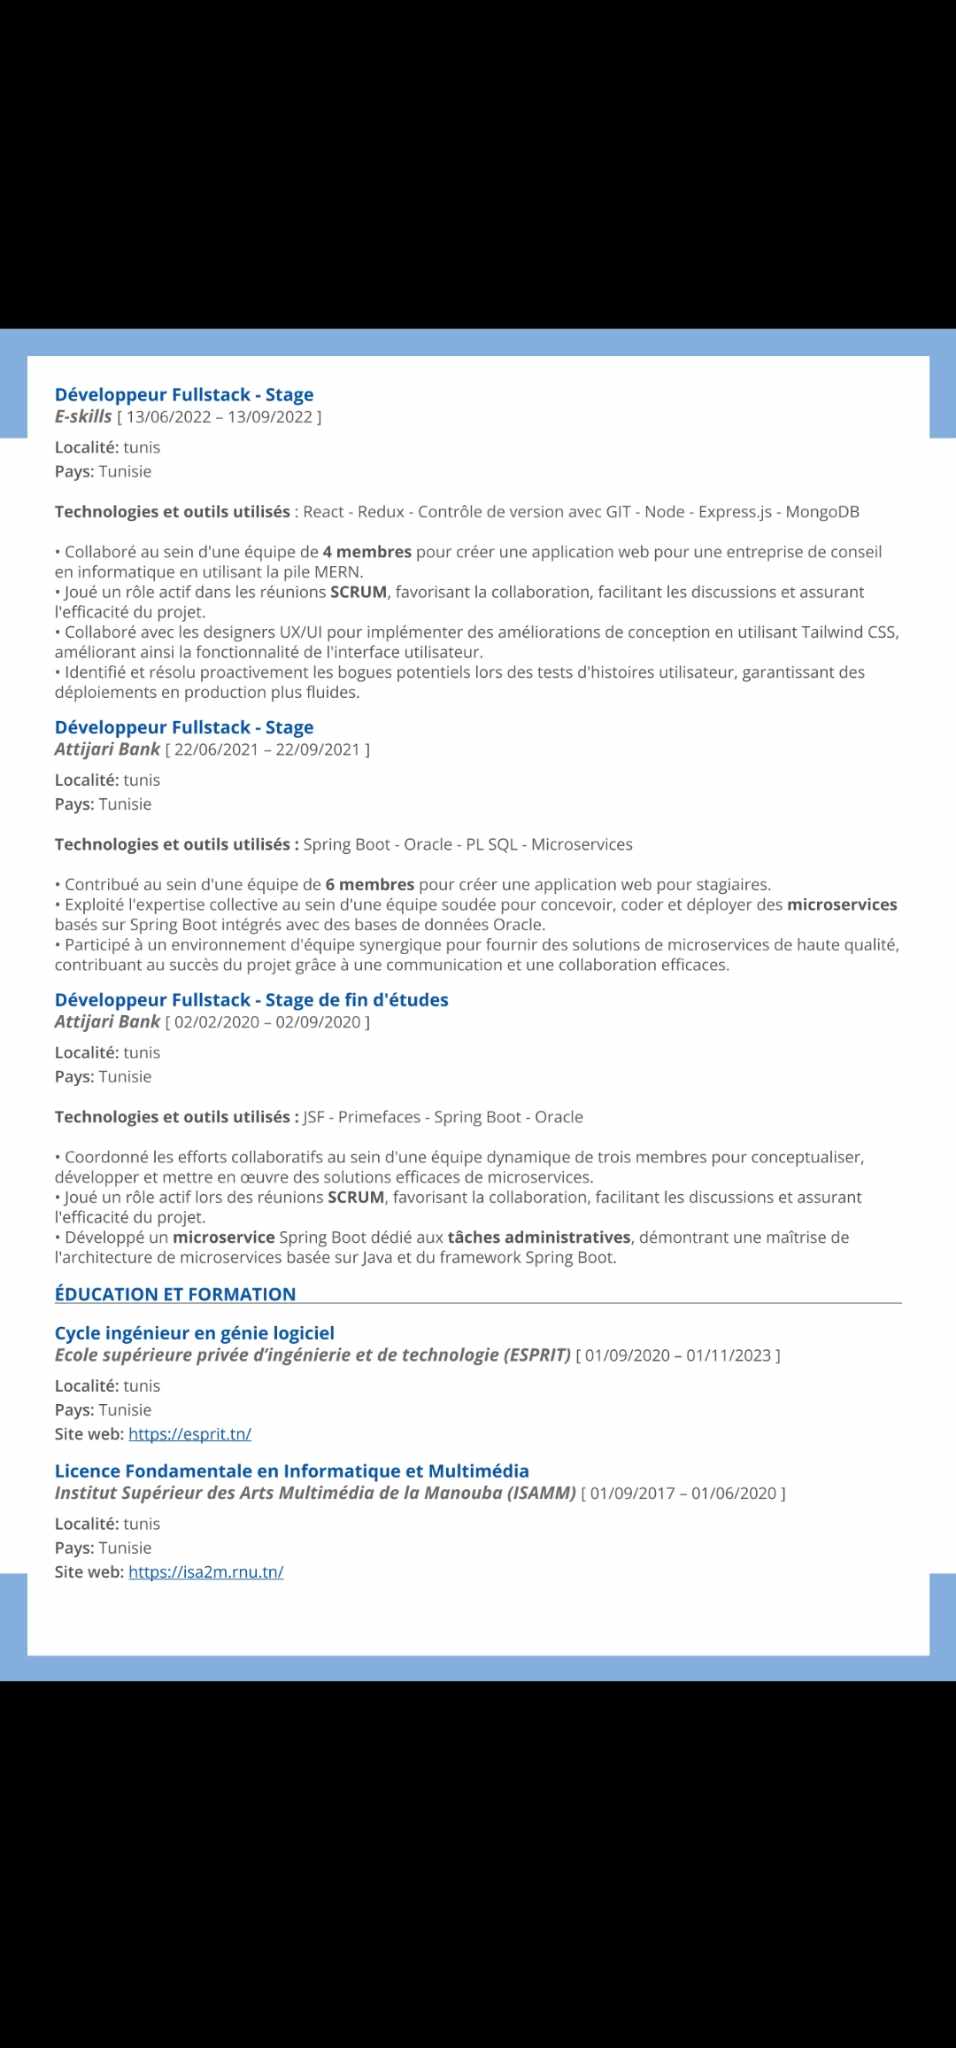 Développeur Fullstack - Stage
E-skills [ 13/06/2022 – 13/09/2022 ]
Localité: tunis
Pays: Tunisie
Technologies et outils utilisés : React - Redux - Contrôle de version avec GIT - Node - Express.js - MongoDB
• Collaboré au sein d'une équipe de 4 membres pour créer une application web pour une entreprise de conseil
en informatique en utilisant la pile MERN.
• Joué un rôle actif dans les réunions SCRUM, favorisant la collaboration, facilitant les discussions et assurant
l'efficacité du projet.
• Collaboré avec les designers UX/UI pour implémenter des améliorations de conception en utilisant Tailwind CSS,
améliorant ainsi la fonctionnalité de l'interface utilisateur.
• Identifié et résolu proactivement les bogues potentiels lors des tests d'histoires utilisateur, garantissant des
déploiements en production plus fluides.
Développeur Fullstack - Stage
Attijari Bank [ 22/06/2021 – 22/09/2021 ]
Localité: tunis
Pays: Tunisie
Technologies et outils utilisés : Spring Boot - Oracle - PL SQL - Microservices
• Contribué au sein d'une équipe de 6 membres pour créer une application web pour stagiaires.
• Exploité l'expertise collective au sein d'une équipe soudée pour concevoir, coder et déployer des microservices
basés sur Spring Boot intégrés avec des bases de données Oracle.
• Participé à un environnement d'équipe synergique pour fournir des solutions de microservices de haute qualité,
contribuant au succès du projet grâce à une communication et une collaboration efficaces.
Développeur Fullstack - Stage de fin d'études
Attijari Bank [ 02/02/2020 – 02/09/2020 ]
Localité: tunis
Pays: Tunisie
Technologies et outils utilisés : JSF - Primefaces - Spring Boot - Oracle
• Coordonné les efforts collaboratifs au sein d'une équipe dynamique de trois membres pour conceptualiser,
développer et mettre en œuvre des solutions efficaces de microservices.
• Joué un rôle actif lors des réunions SCRUM, favorisant la collaboration, facilitant les discussions et assurant
l'efficacité du projet.
• Développé un microservice Spring Boot dédié aux tâches administratives, démontrant une maîtrise de
l'architecture de microservices basée sur Java et du framework Spring Boot.
ÉDUCATION ET FORMATION
Cycle ingénieur en génie logiciel
Ecole supérieure privée d'ingénierie et de technologie (ESPRIT) [ 01/09/2020 – 01/11/2023 ]
Localité: tunis
Pays: Tunisie
Site web: https://esprit.tn/
Licence Fondamentale en Informatique et Multimédia
Institut Supérieur des Arts Multimédia de la Manouba (ISAMM) [ 01/09/2017 – 01/06/2020 ]
Localité: tunis
Pays: Tunisie
Site web: https://isa2m.rnu.tn/